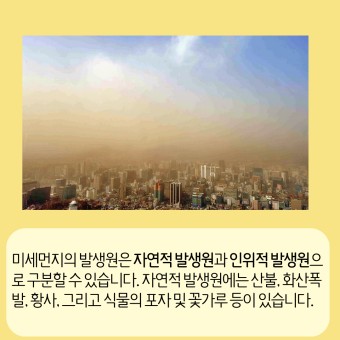 미세먼지의 발생원은 자연적 발생원과 인위적 발생원으
로 구분할 수 있습니다. 자연적 발생원에는 산불, 화산폭
발, 황사, 그리고 식물의 포자 및 꽃가루 등이 있습니다.